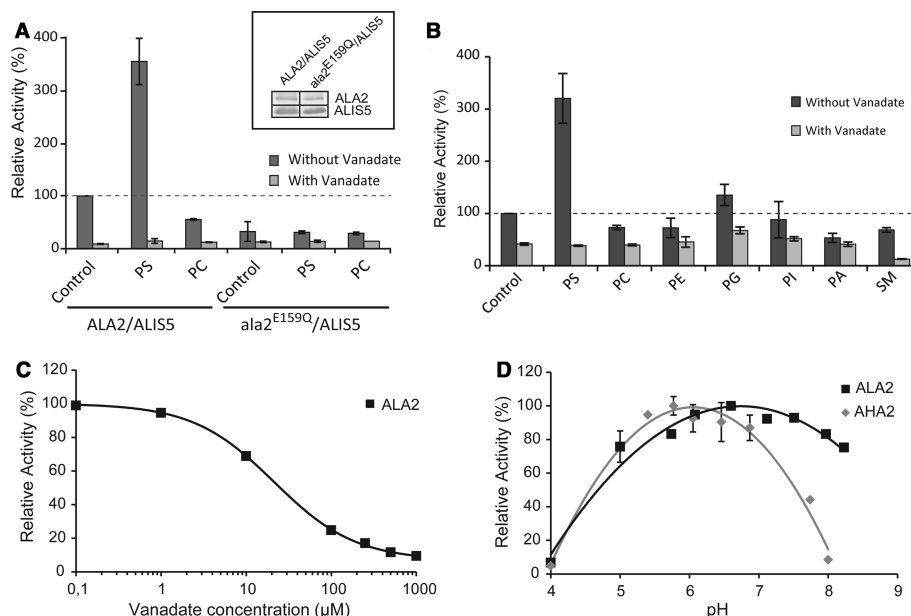 A
Relative Activity (%)
400
300
200
100
0
Control
PS
PC
Control
PS
PC
ALA2/ALIS5
ala2E159Q/ALIS5
ALA2/ALIS5
ala2E159Q/ALIS5
ALA2
ALIS5
Without Vanadate
With Vanadate
B
Relative Activity (%)
400
300
200
100
0
Control
PS
PC
PE
PG
PI
PA
SM
Without Vanadate
With Vanadate
C
Relative Activity (%)
120
100
80
60
40
20
0
0,1
1
10
100
1000
Vanadate concentration (µM)
ALA2
D
Relative Activity (%)
120
100
80
60
40
20
0
4
5
6
7
8
9
pH
ALA2
AHA2